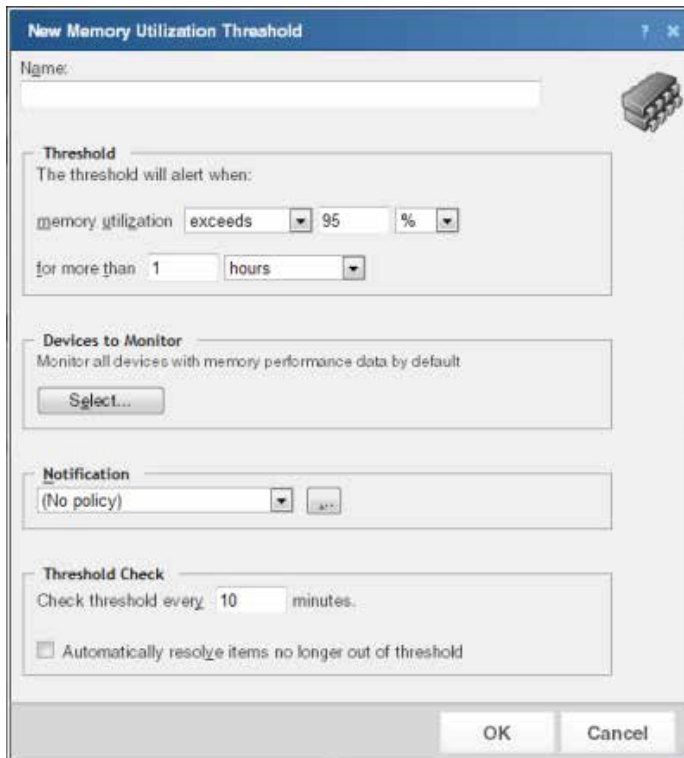 New Memory Utilization Threshold ? ×
Name:
Threshold
The threshold will alert when:
memory utilization exceeds 95 %
for more than 1 hours
Devices to Monitor
Monitor all devices with memory performance data by default
Select...
Notification
(No policy) ...
Threshold Check
Check threshold every 10 minutes.
Automatically resolve items no longer out of threshold
OK Cancel